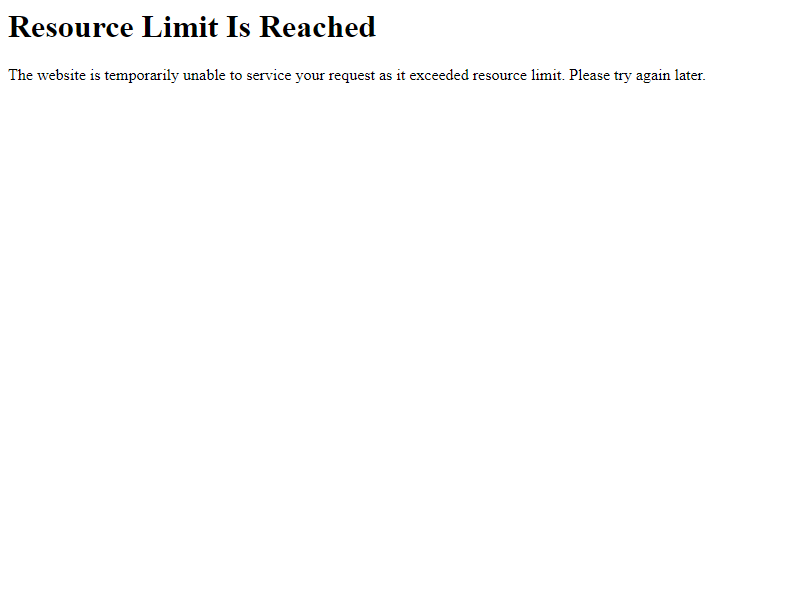 Resource Limit Is Reached
The website is temporarily unable to service your request as it exceeded resource limit. Please try again later.